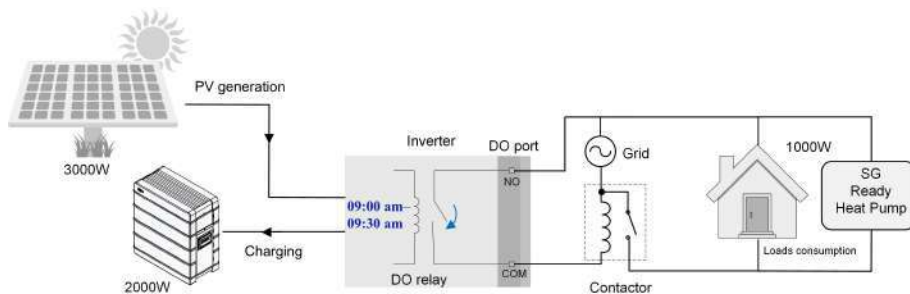 PV generation
3000W
Inverter
DO port
NO
09:00 am
09:30 am
Charging
2000W
DO relay
COM
Grid
Contactor
1000W
Loads consumption
SG
Ready
Heat Pump